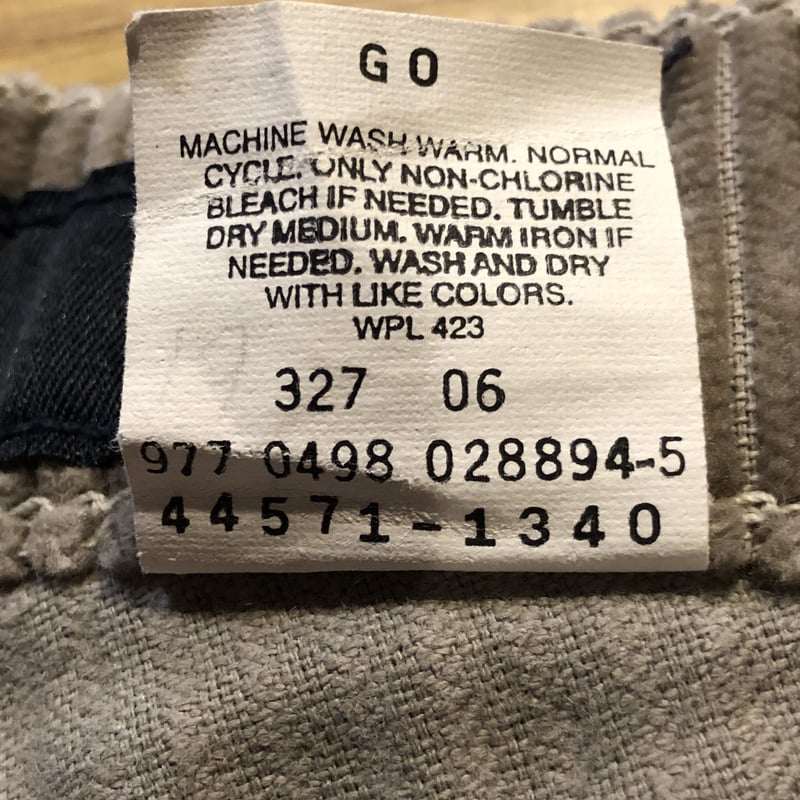 GO
MACHINE WASH WARM. NORMAL
CYCLE. ONLY NON-CHLORINE
BLEACH IF NEEDED. TUMBLE
DRY MEDIUM. WARM IRON IF
NEEDED. WASH AND DRY
WITH LIKE COLORS.
WPL 423
327 06
977 0498 028894-5
44571-1340